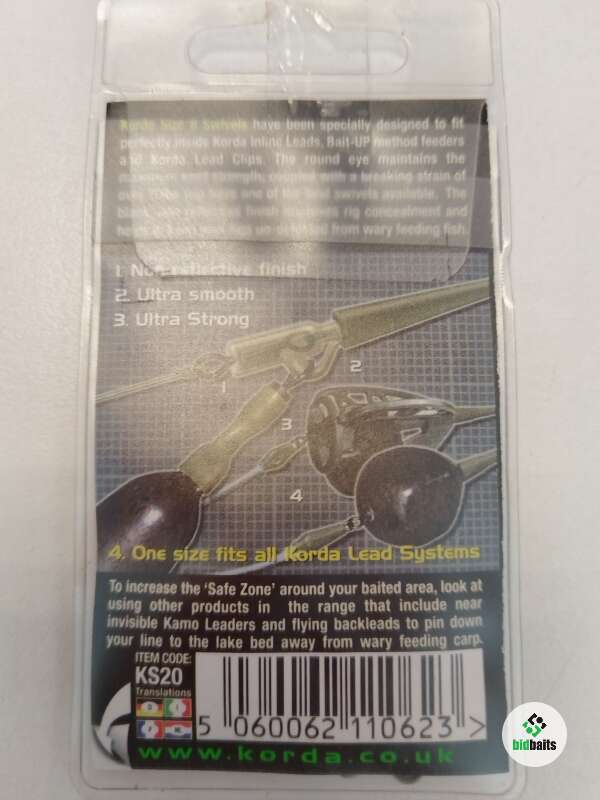 Korda Size 8 Swivels have been specially designed to fit
perfectly inside Korda Inline Leads, Bait-UP method feeders
and Korda Lead Clips. The round eye maintains the
maximum knot strength, coupled with a breaking strain of
over one of the swivels available. The
finish rig concealment and
from wary feeding fish.
1 Non-reflective finish
2. Ultra smooth
3. Ultra Strong
1
2
3
4
4. One size fits all Korda Lead Systems
To increase the 'Safe Zone' around your baited area, look at
using other products in the range that include near
invisible Kamo Leaders and flying backleads to pin down
your line to the lake bed away from wary feeding carp.
ITEM CODE:
KS20
Translations
5 060062 110623 >
www.korda.co.uk
bidbaits